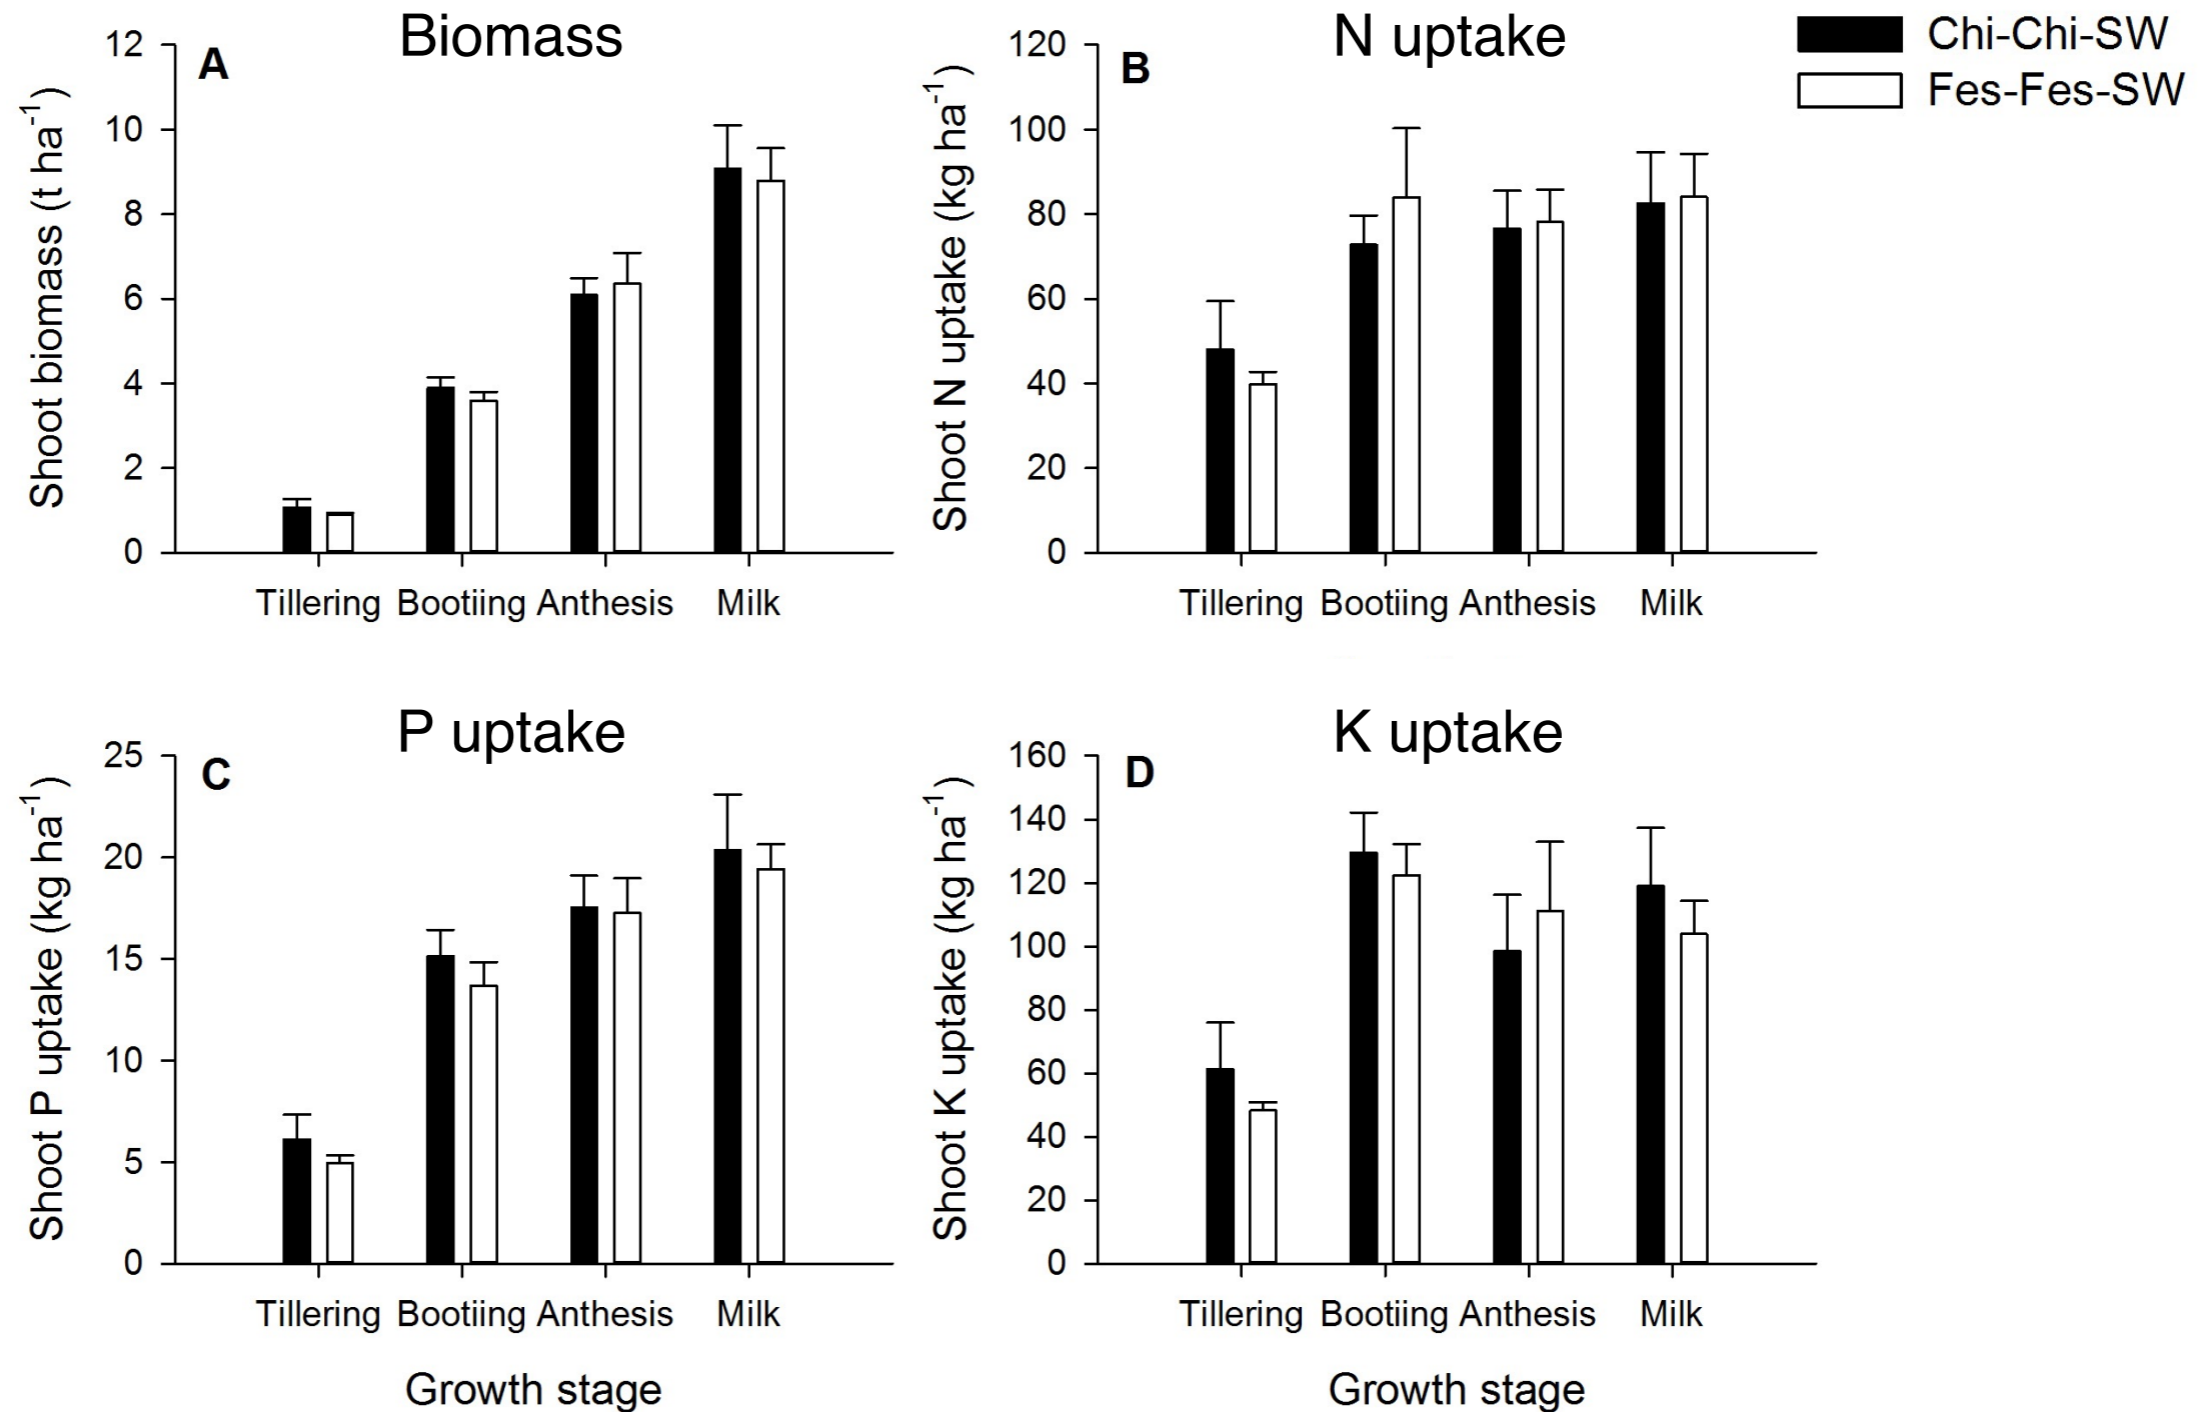 Biomass
A
12
10
8
6
4
2
0
Shoot biomass (t ha⁻¹)
Tillering Bootiing Anthesis Milk
N uptake
B
120
100
80
60
40
20
0
Shoot N uptake (kg ha⁻¹)
Tillering Bootiing Anthesis Milk
Chi-Chi-SW
Fes-Fes-SW
P uptake
C
25
20
15
10
5
0
Shoot P uptake (kg ha⁻¹)
Tillering Bootiing Anthesis Milk
Growth stage
K uptake
D
160
140
120
100
80
60
40
20
0
Shoot K uptake (kg ha⁻¹)
Tillering Bootiing Anthesis Milk
Growth stage